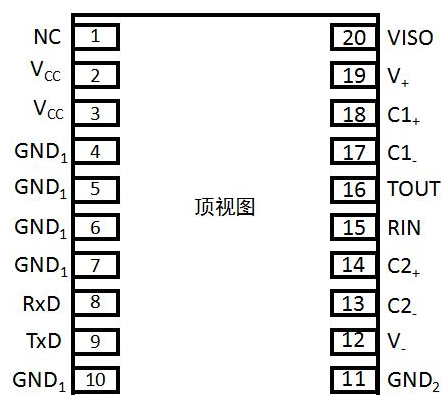 NC 1 20 VISO
VCC 2 19 V+
VCC 3 18 C1+
GND1 4 17 C1-
GND1 5 16 TOUT
顶视图
GND1 6 15 RIN
GND1 7 14 C2+
RxD 8 13 C2-
TxD 9 12 V-
GND1 10 11 GND2